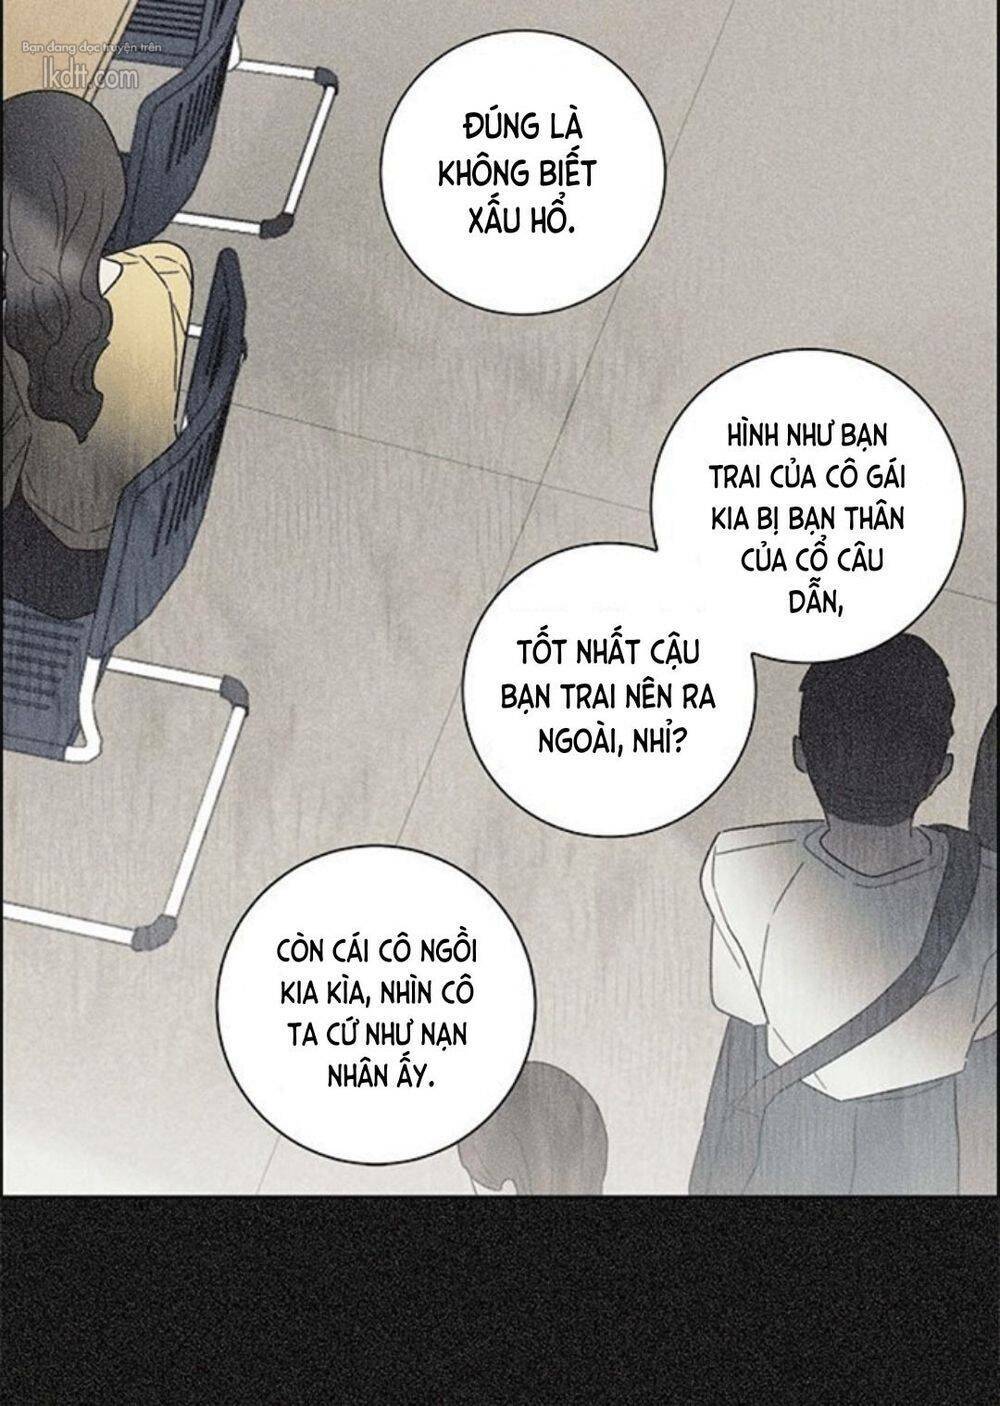 Bạn đang đọc truyện trên
lkdtt.com
ĐÚNG LÀ
KHÔNG BIẾT
XẤU HỔ.
HÌNH NHƯ BẠN
TRAI CỦA CÔ GÁI
KIA BỊ BẠN THÂN
CỦA CỔ CÂU
DẪN,
TỐT NHẤT CẬU
BẠN TRAI NÊN RA
NGOÀI, NHỈ?
CÒN CÁI CÔ NGỒI
KIA KÌA, NHÌN CÔ
TA CỨ NHƯ NẠN
NHÂN ẤY.